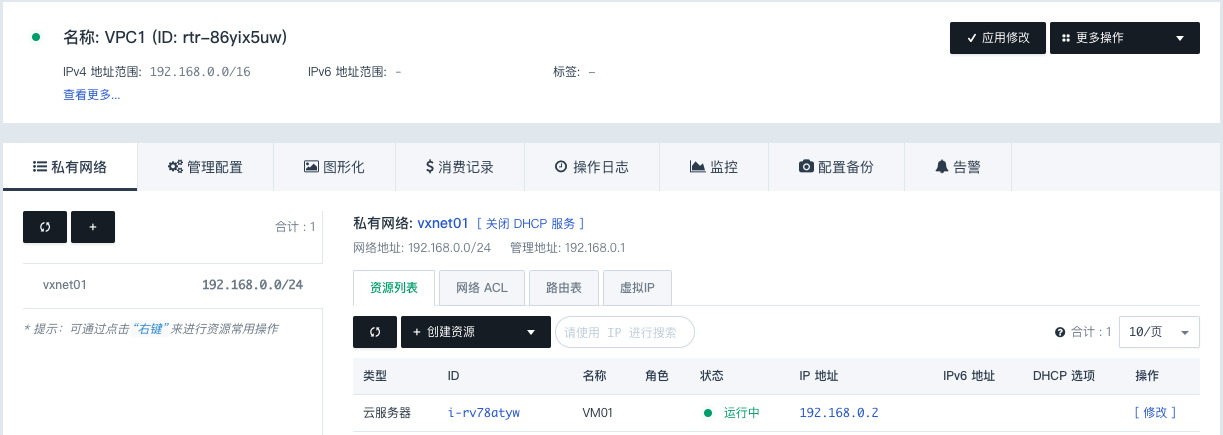 名称: VPC1 (ID: rtr-86yix5uw)
应用修改 更多操作
IPv4 地址范围: 192.168.0.0/16 IPv6 地址范围: - 标签: –
查看更多...
私有网络 管理配置 图形化 消费记录 操作日志 监控 配置备份 告警
合计 : 1
私有网络: vxnet01 [ 关闭 DHCP 服务 ]
网络地址: 192.168.0.0/24 管理地址: 192.168.0.1
vxnet01 192.168.0.0/24
资源列表 网络 ACL 路由表 虚拟IP
* 提示: 可通过点击“右键”来进行资源常用操作
+ 创建资源 请使用 IP 进行搜索 合计 : 1 10/页
类型 ID 名称 角色 状态 IP 地址 IPv6 地址 DHCP 选项 操作
云服务器 i-rv78atyw VM01 运行中 192.168.0.2 [ 修改 ]